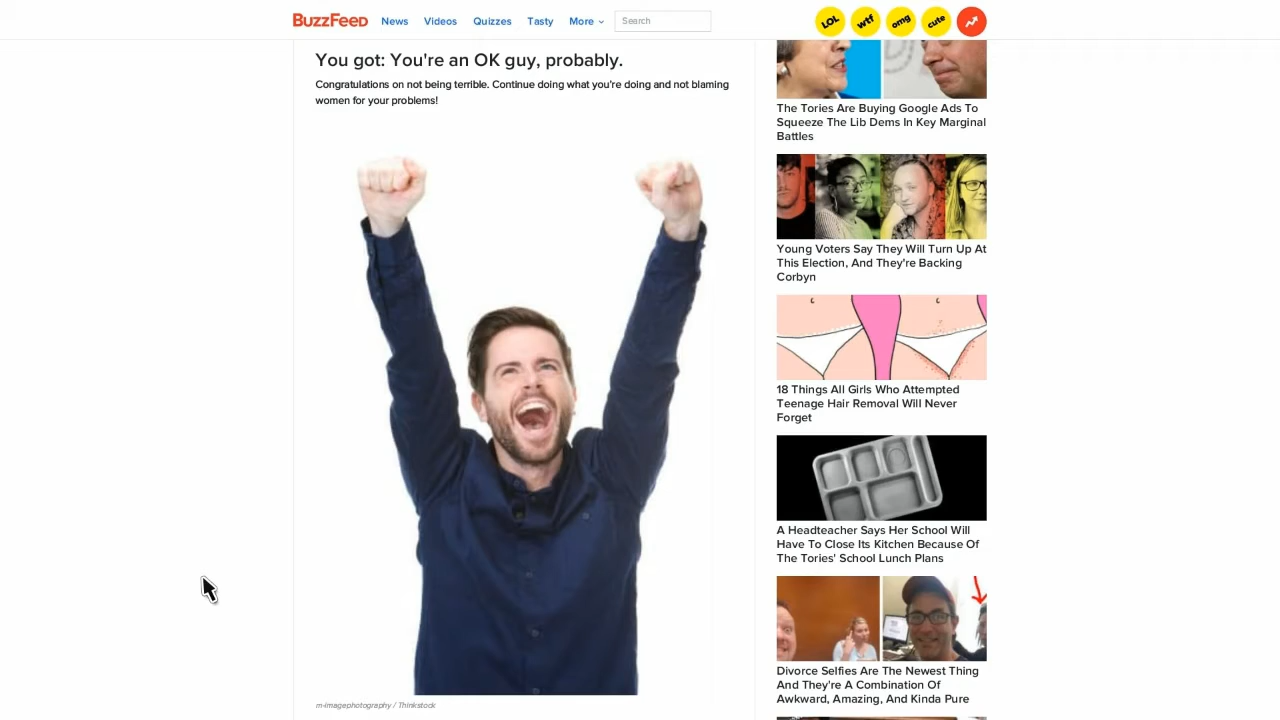 BuzzFeed News Videos Quizzes Tasty More Search LOL wtf omg cute
You got: You're an OK guy, probably.
Congratulations on not being terrible. Continue doing what you're doing and not blaming
women for your problems!
m-imagephotography / Thinkstock
The Tories Are Buying Google Ads To
Squeeze The Lib Dems In Key Marginal
Battles
Young Voters Say They Will Turn Up At
This Election, And They're Backing
Corbyn
18 Things All Girls Who Attempted
Teenage Hair Removal Will Never
Forget
A Headteacher Says Her School Will
Have To Close Its Kitchen Because Of
The Tories' School Lunch Plans
Divorce Selfies Are The Newest Thing
And They're A Combination Of
Awkward, Amazing, And Kinda Pure